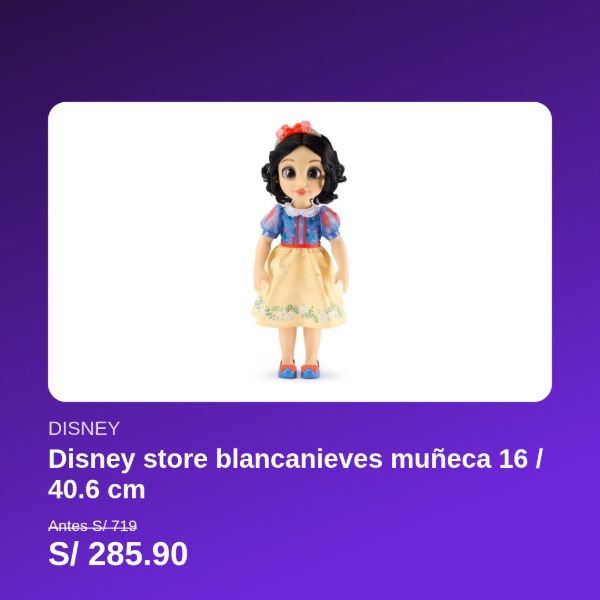 DISNEY
Disney store blancanieves muñeca 16 /
40.6 cm
Antes S/ 719
S/ 285.90